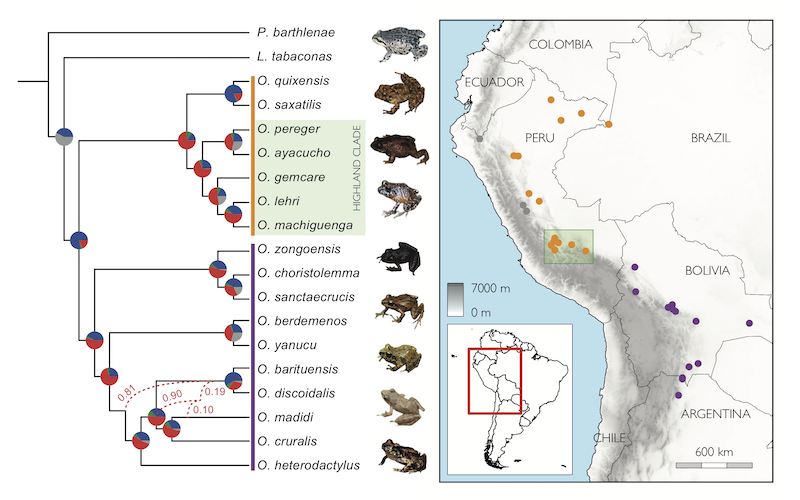 P. barthlenae
L. tabaconas
O. quixensis
O. saxatilis
O. pereger
O. ayacucho
O. gemcare
O. lehri
O. machiguenga
HIGHLAND CLADE
O. zongoensis
O. choristolemma
O. sanctaecrucis
O. berdemenos
O. yanucu
O. barituensis
O. discoidalis
O. madidi
O. cruralis
O. heterodactylus
0.81
0.90
0.19
0.10
COLOMBIA
ECUADOR
PERU
BRAZIL
BOLIVIA
7000 m
0 m
ARGENTINA
CHILE
600 km